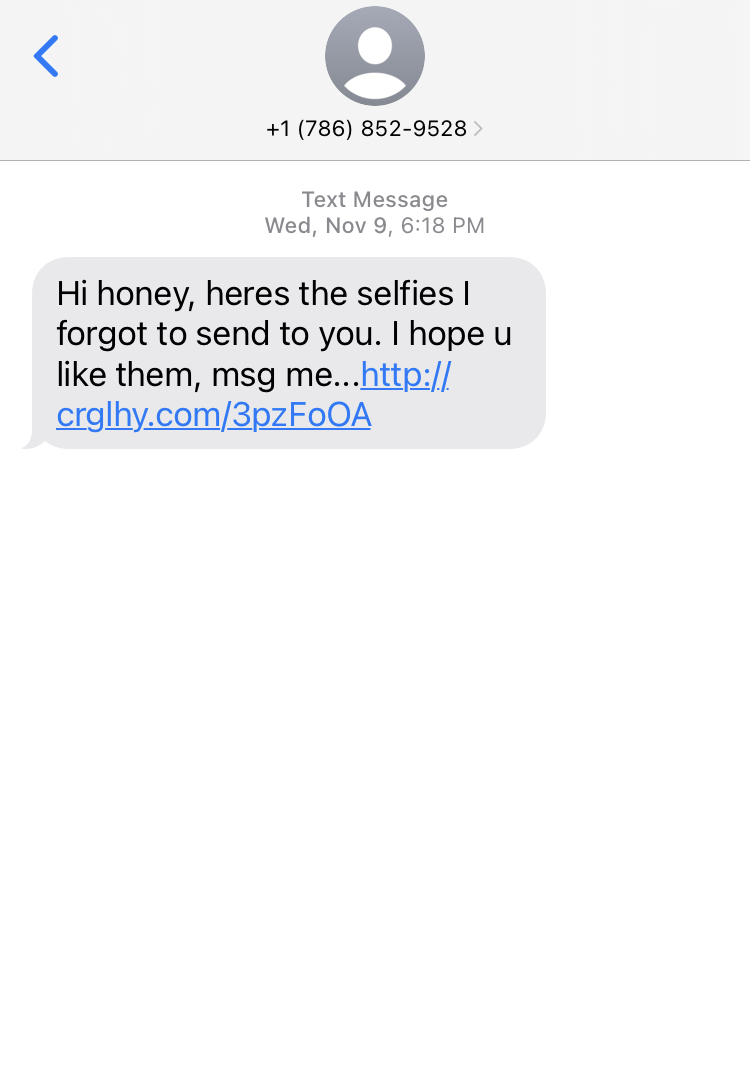 +1 (786) 852-9528
Text Message
Wed, Nov 9, 6:18 PM
Hi honey, heres the selfies I
forgot to send to you. I hope u
like them, msg me...http://
crglhy.com/3pzFoOA